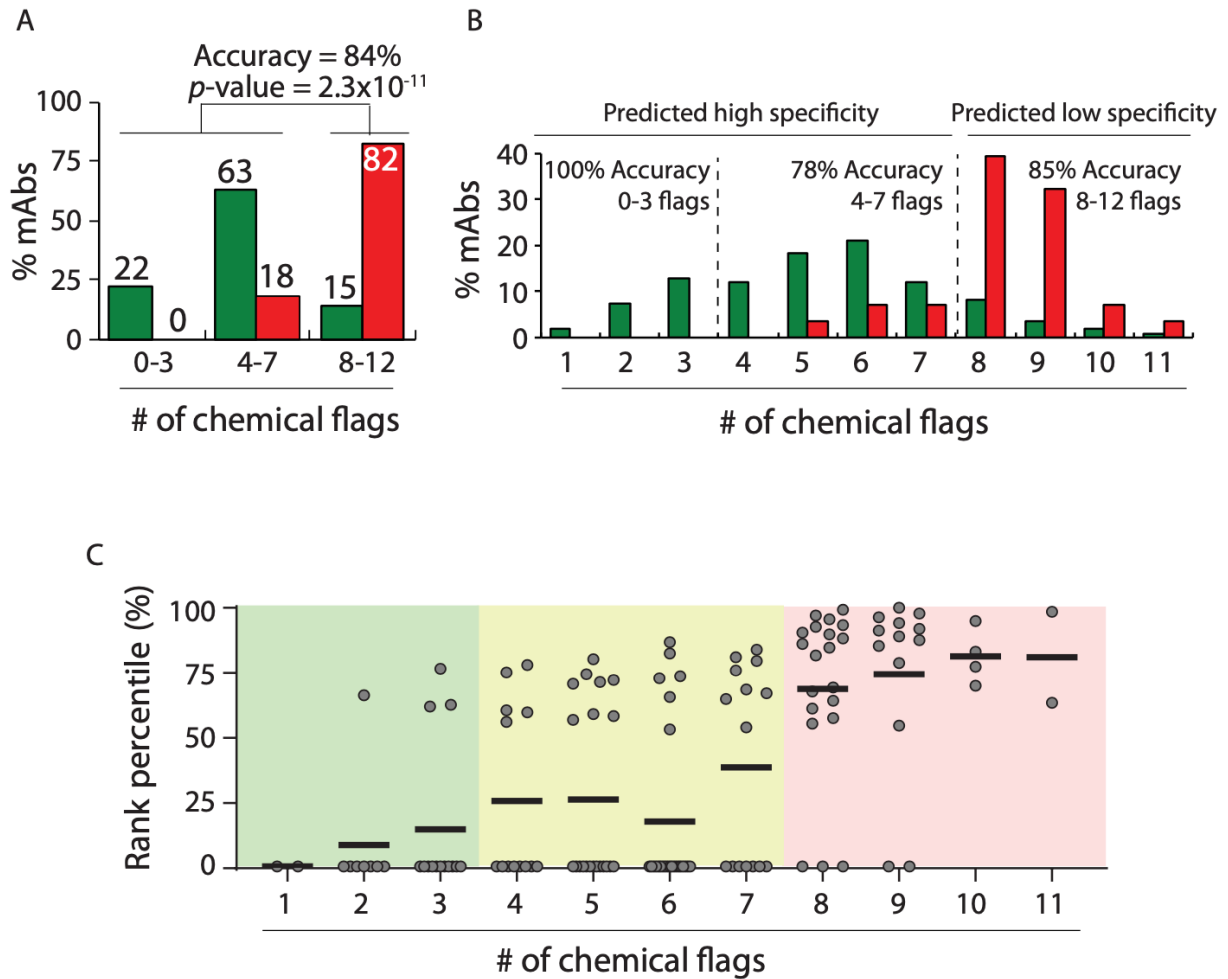 A
Accuracy = 84%
p-value = 2.3x10-11
100
75
50
25
0
% mAbs
22
0
63
18
15
82
0-3
4-7
8-12
# of chemical flags
B
Predicted high specificity
Predicted low specificity
40
30
20
10
0
% mAbs
100% Accuracy
0-3 flags
78% Accuracy
4-7 flags
85% Accuracy
8-12 flags
1 2 3 4 5 6 7 8 9 10 11
# of chemical flags
C
Rank percentile (%)
100
75
50
25
0
1 2 3 4 5 6 7 8 9 10 11
# of chemical flags